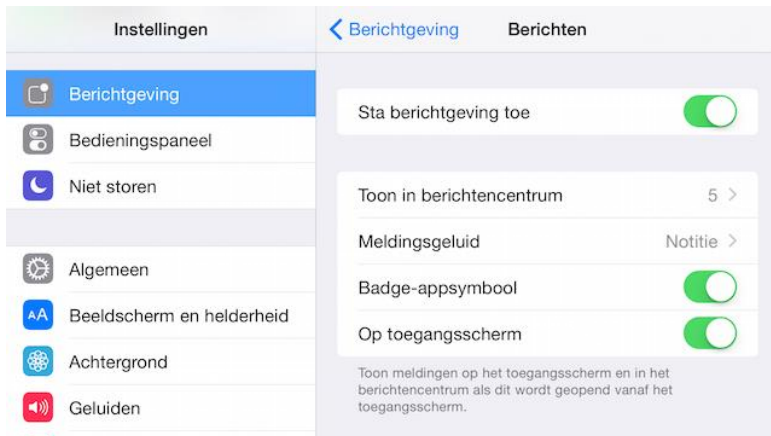 Instellingen
Berichtgeving
Bedieningspaneel
Niet storen
Algemeen
AA Beeldscherm en helderheid
Achtergrond
Geluiden
Berichtgeving Berichten
Sta berichtgeving toe
Toon in berichtencentrum 5
Meldingsgeluid Notitie
Badge-appsymbool
Op toegangsscherm
Toon meldingen op het toegangsscherm en in het
berichtencentrum als dit wordt geopend vanaf het
toegangsscherm.